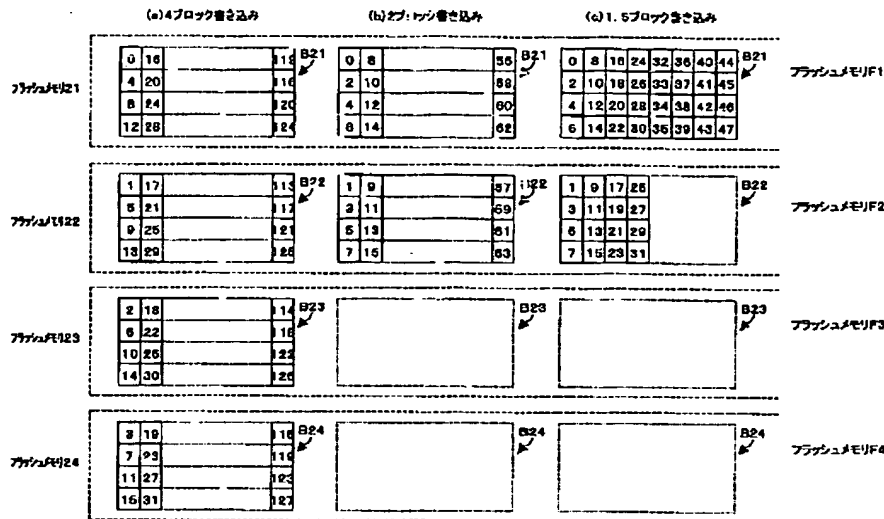 (a)4ブロック書き込み (b)2ブロック書き込み (c)1.5ブロック書き込み
フラッシュメモリ21 フラッシュメモリF1
0 16 112 B21 0 8 56 B21 0 8 16 24 32 36 40 44 B21
4 20 116 2 10 58 2 10 18 26 33 37 41 45
8 24 120 4 12 60 4 12 20 28 34 38 42 46
12 28 124 6 14 62 6 14 22 30 35 39 43 47
フラッシュメモリ22 フラッシュメモリF2
1 17 113 B22 1 9 57 B22 1 9 17 25 B22
5 21 117 3 11 59 3 11 19 27
9 25 121 5 13 61 5 13 21 29
13 29 125 7 15 63 7 15 23 31
フラッシュメモリ23 フラッシュメモリF3
2 18 114 B23 B23 B23
6 22 118
10 26 122
14 30 126
フラッシュメモリ24 フラッシュメモリF4
3 19 115 B24 B24 B24
7 23 119
11 27 123
15 31 127